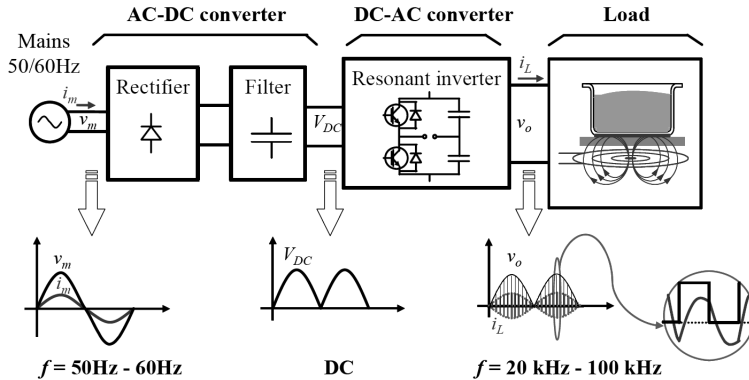 AC-DC converter
DC-AC converter
Load
Mains
50/60Hz
i_m
v_m
Rectifier
Filter
V_DC
Resonant inverter
i_L
v_o
v_m
i_m
V_DC
v_o
i_L
f = 50Hz - 60Hz
DC
f = 20 kHz - 100 kHz